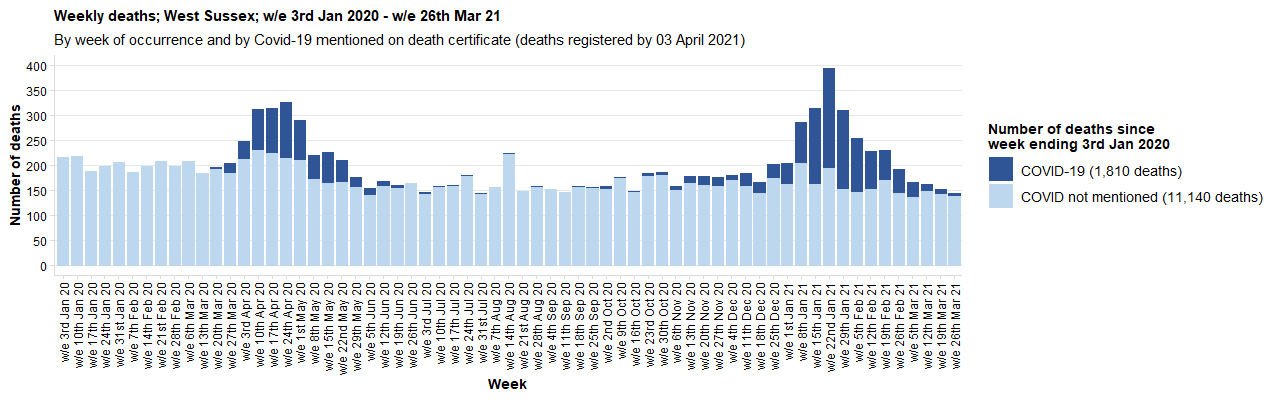 Weekly deaths; West Sussex; w/e 3rd Jan 2020 - w/e 26th Mar 21
By week of occurrence and by Covid-19 mentioned on death certificate (deaths registered by 03 April 2021)
Number of deaths
400
350
300
250
200
150
100
50
0
w/e 3rd Jan 20
w/e 10th Jan 20
w/e 17th Jan 20
w/e 24th Jan 20
w/e 31st Jan 20
w/e 7th Feb 20
w/e 14th Feb 20
w/e 21st Feb 20
w/e 28th Feb 20
w/e 6th Mar 20
w/e 13th Mar 20
w/e 20th Mar 20
w/e 27th Mar 20
w/e 3rd Apr 20
w/e 10th Apr 20
w/e 17th Apr 20
w/e 24th Apr 20
w/e 1st May 20
w/e 8th May 20
w/e 15th May 20
w/e 22nd May 20
w/e 29th May 20
w/e 5th Jun 20
w/e 12th Jun 20
w/e 19th Jun 20
w/e 26th Jun 20
w/e 3rd Jul 20
w/e 10th Jul 20
w/e 17th Jul 20
w/e 24th Jul 20
w/e 31st Jul 20
w/e 7th Aug 20
w/e 14th Aug 20
w/e 21st Aug 20
w/e 28th Aug 20
w/e 4th Sep 20
w/e 11th Sep 20
w/e 18th Sep 20
w/e 25th Sep 20
w/e 2nd Oct 20
w/e 9th Oct 20
w/e 16th Oct 20
w/e 23rd Oct 20
w/e 30th Oct 20
w/e 6th Nov 20
w/e 13th Nov 20
w/e 20th Nov 20
w/e 27th Nov 20
w/e 4th Dec 20
w/e 11th Dec 20
w/e 18th Dec 20
w/e 25th Dec 20
w/e 1st Jan 21
w/e 8th Jan 21
w/e 15th Jan 21
w/e 22nd Jan 21
w/e 29th Jan 21
w/e 5th Feb 21
w/e 12th Feb 21
w/e 19th Feb 21
w/e 26th Feb 21
w/e 5th Mar 21
w/e 12th Mar 21
w/e 19th Mar 21
w/e 26th Mar 21
Week
Number of deaths since
week ending 3rd Jan 2020
COVID-19 (1,810 deaths)
COVID not mentioned (11,140 deaths)